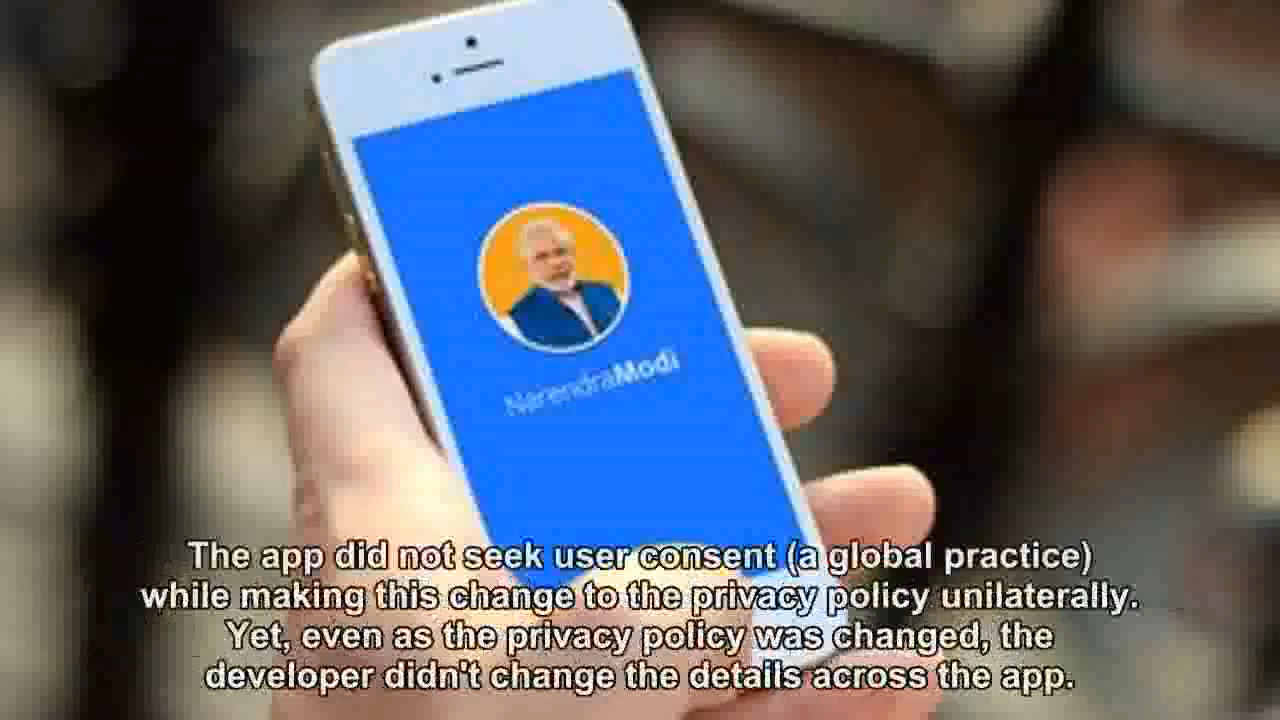 NarendraModi
The app did not seek user consent (a global practice)
while making this change to the privacy policy unilaterally.
Yet, even as the privacy policy was changed, the
developer didn't change the details across the app.